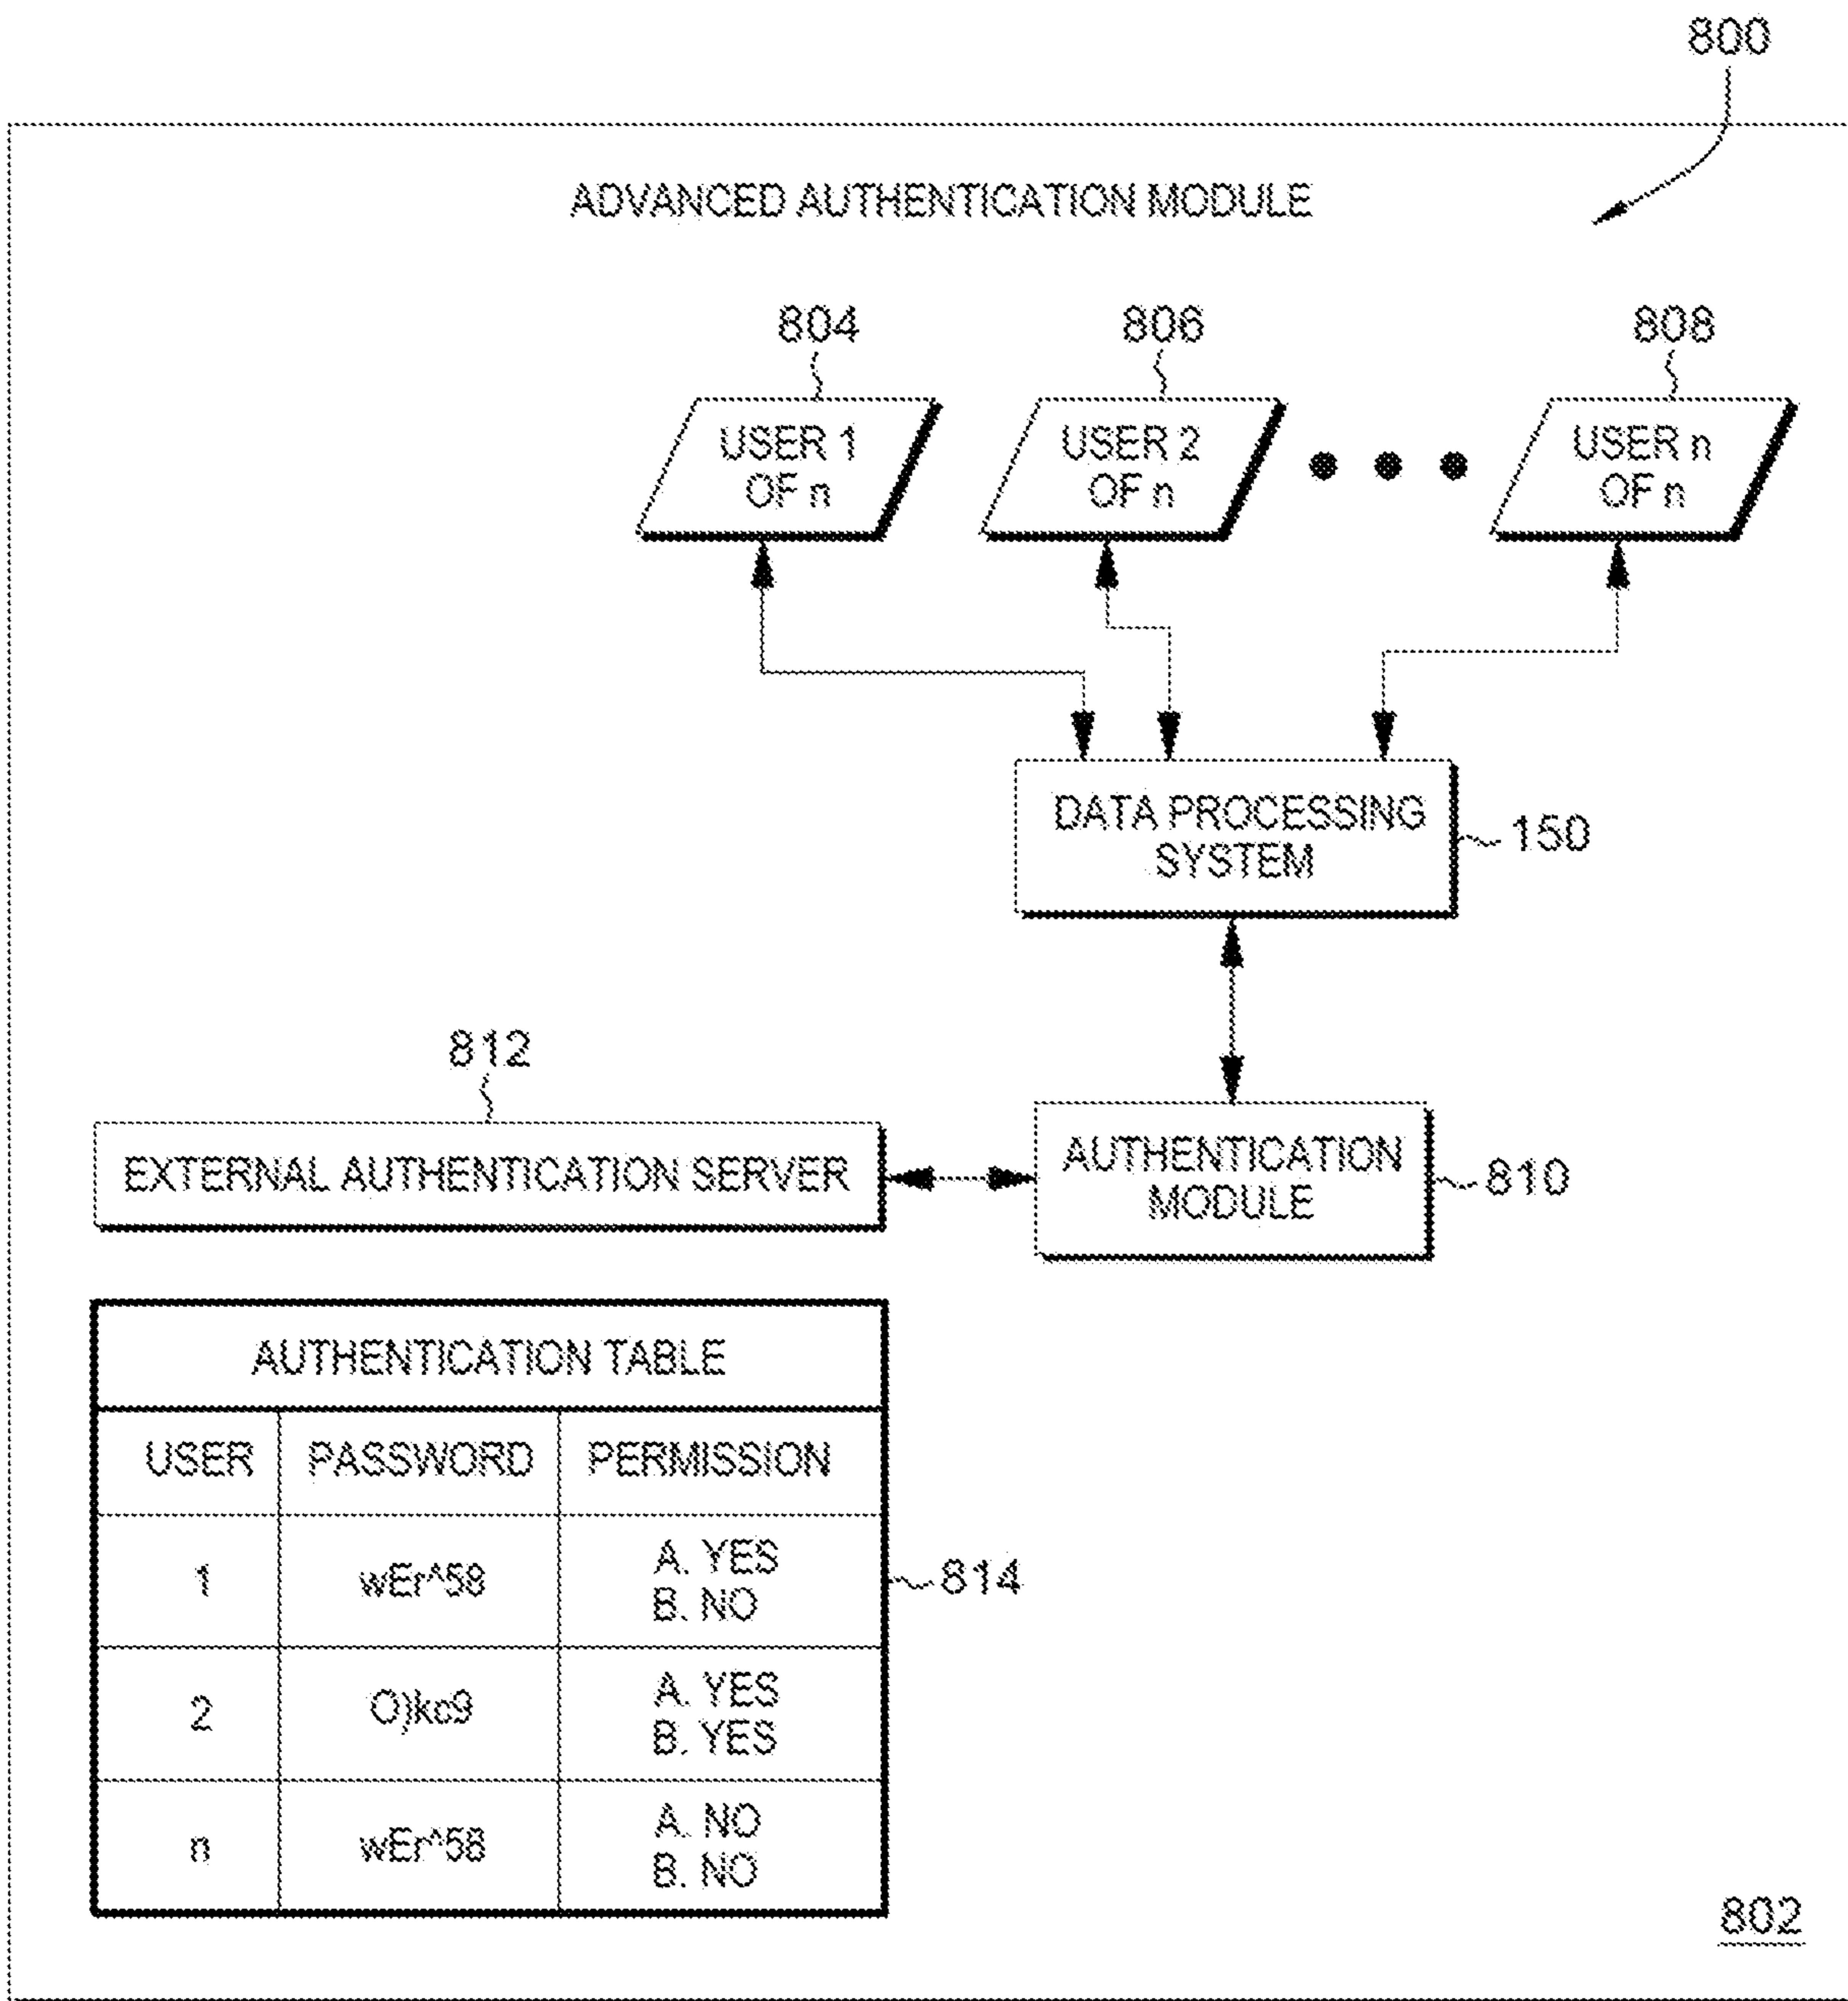 800
ADVANCED AUTHENTICATION MODULE
804
806
808
USER 1
OF n
USER 2
OF n
USER n
OF n
DATA PROCESSING
SYSTEM
150
812
EXTERNAL AUTHENTICATION SERVER
AUTHENTICATION
MODULE
810
AUTHENTICATION TABLE
USER PASSWORD PERMISSION
1 wEr^58 A. YES
B. NO
814
2 O)kc9 A. YES
B. YES
n wEr^58 A. NO
B. NO
802